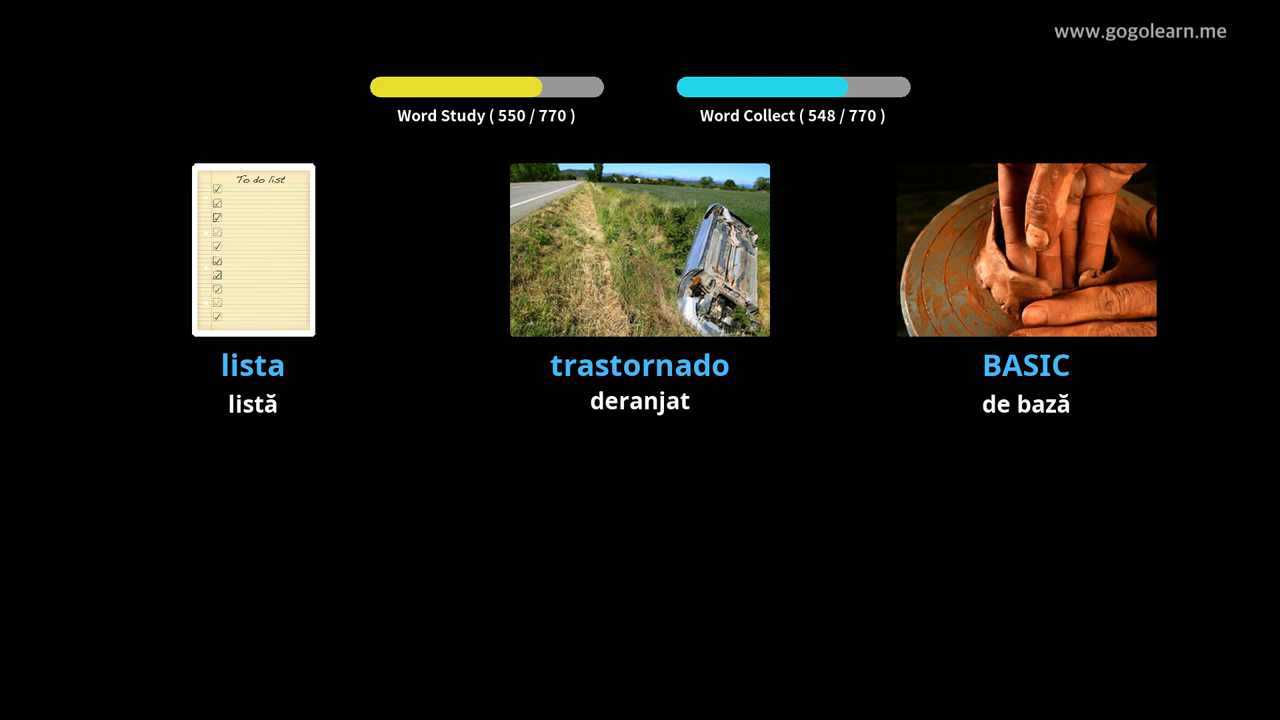 www.gogolearn.me
Word Study ( 550 / 770 )
Word Collect ( 548 / 770 )
To do list
lista
listă
trastornado
deranjat
BASIC
de bază